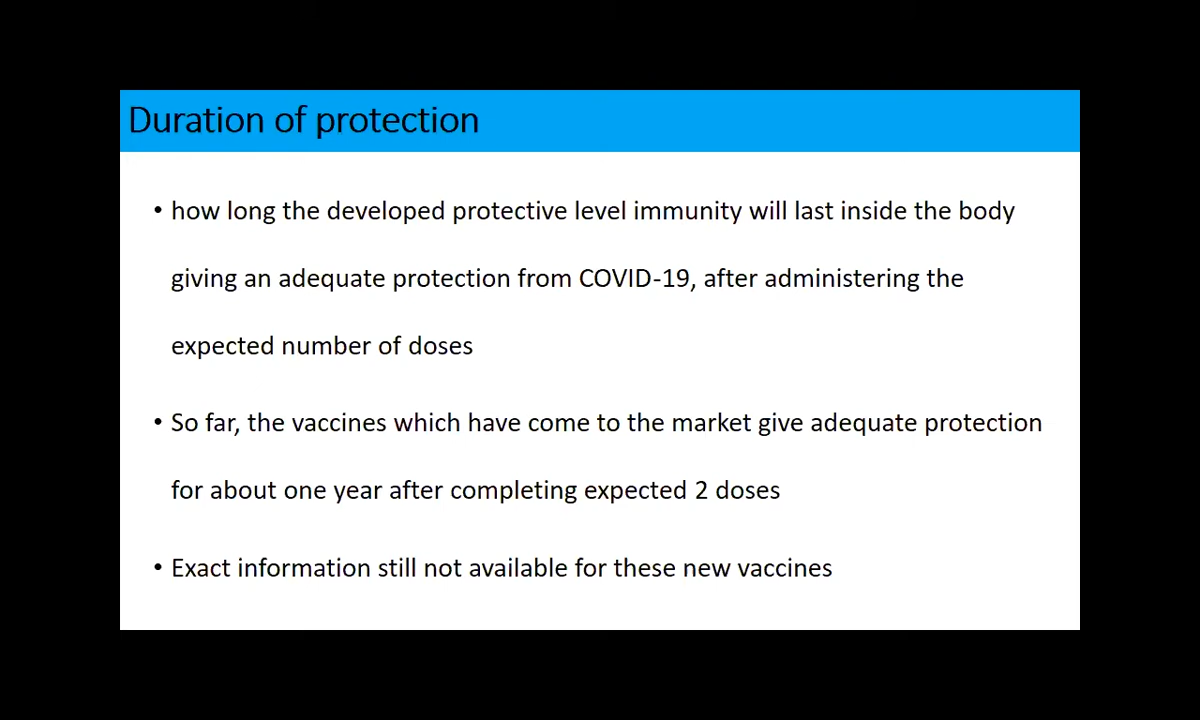 Duration of protection
• how long the developed protective level immunity will last inside the body
giving an adequate protection from COVID-19, after administering the
expected number of doses
• So far, the vaccines which have come to the market give adequate protection
for about one year after completing expected 2 doses
• Exact information still not available for these new vaccines